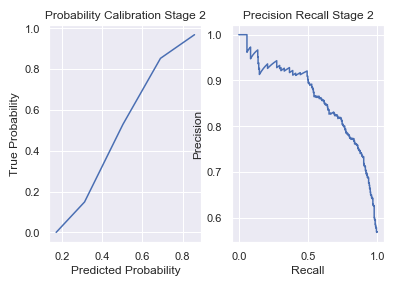 Probability Calibration Stage 2
1.0
0.8
0.6
0.4
0.2
0.0
True Probability
0.2 0.4 0.6 0.8
Predicted Probability
Precision Recall Stage 2
1.0
0.9
0.8
0.7
0.6
Precision
0.0 0.5 1.0
Recall